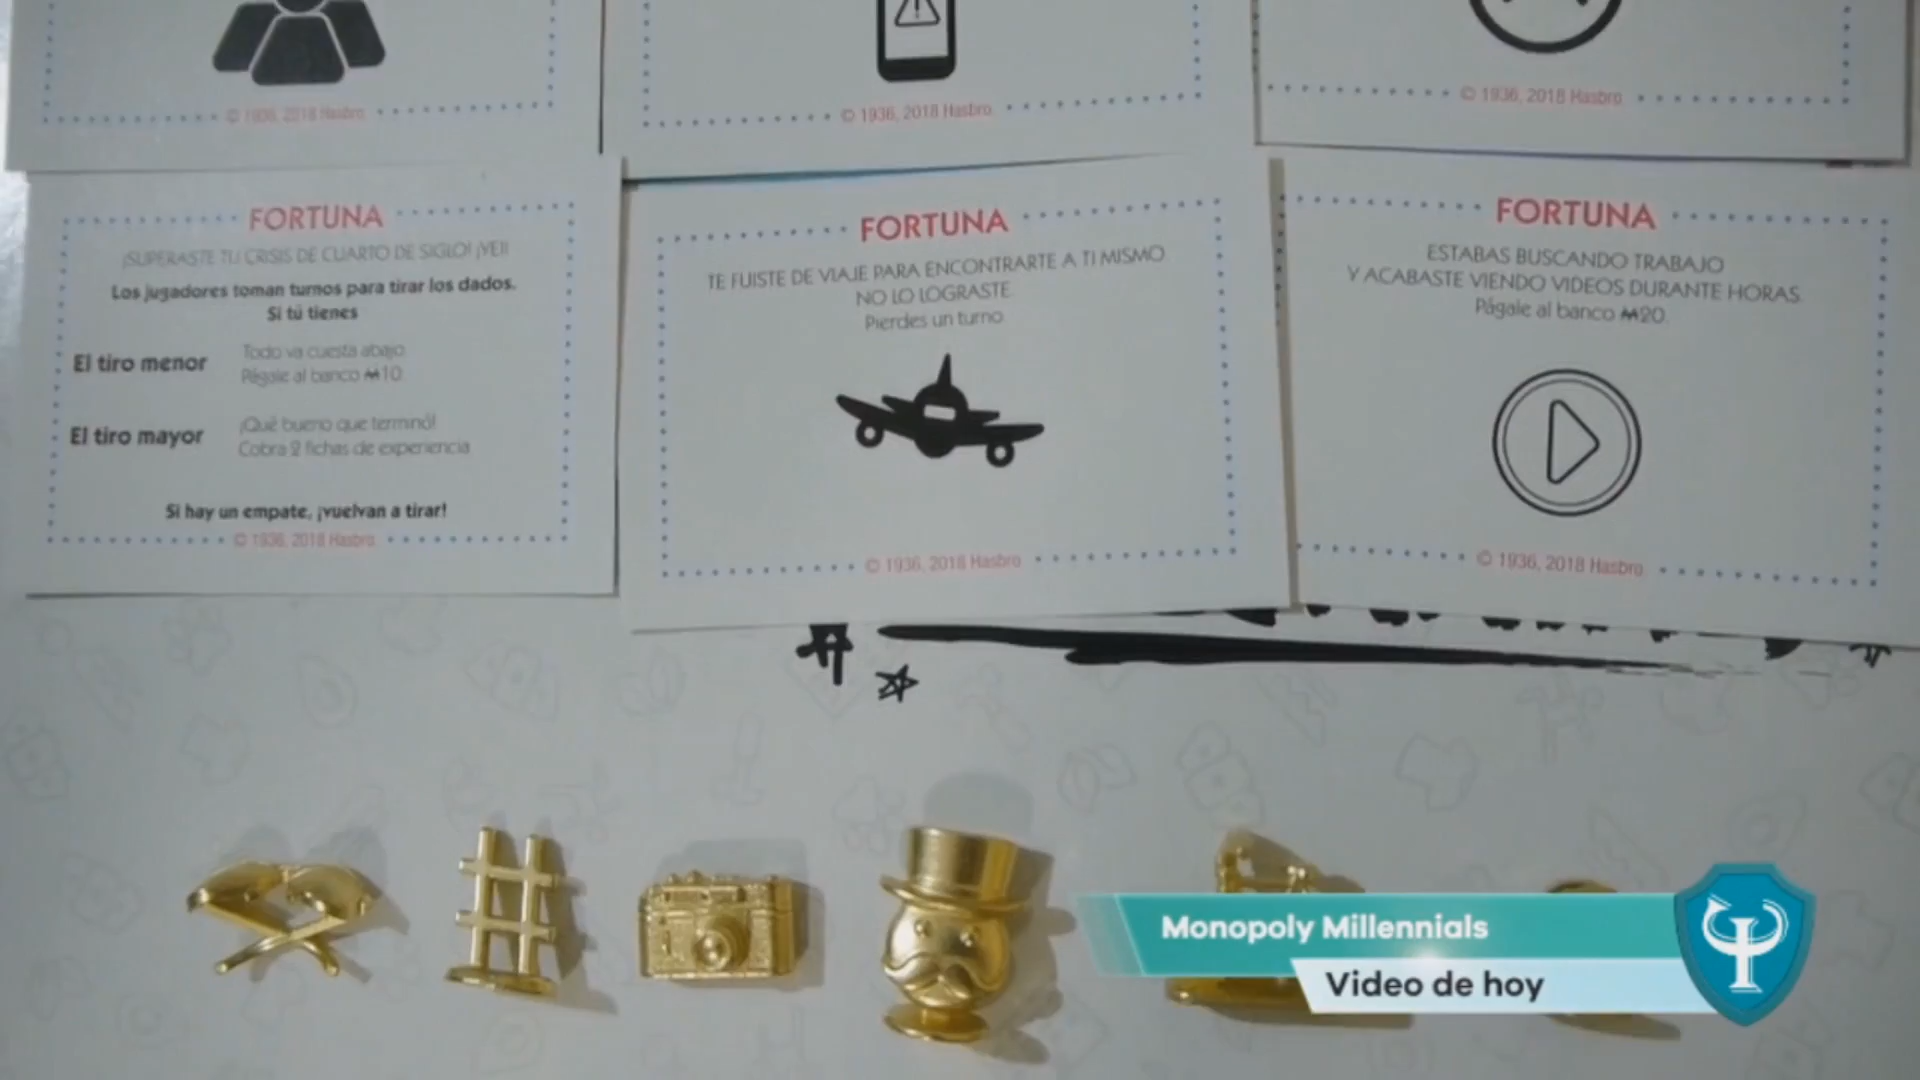 © 1936, 2018 Hasbro
© 1936, 2018 Hasbro
© 1936, 2018 Hasbro
FORTUNA
¡SUPERASTE TU CRISIS DE CUARTO DE SIGLO! ¡YEI!
Los jugadores toman turnos para tirar los dados.
Si tú tienes
El tiro menor
Todo va cuesta abajo
Págale al banco M10
El tiro mayor
¡Qué bueno que terminó!
Cobra 2 fichas de experiencia
Si hay un empate, ¡vuelvan a tirar!
© 1936, 2018 Hasbro
FORTUNA
TE FUISTE DE VIAJE PARA ENCONTRARTE A TI MISMO
NO LO LOGRASTE.
Pierdes un turno.
© 1936, 2018 Hasbro
FORTUNA
ESTABAS BUSCANDO TRABAJO
Y ACABASTE VIENDO VIDEOS DURANTE HORAS.
Págale al banco M20.
© 1936, 2018 Hasbro
Monopoly Millennials
Video de hoy